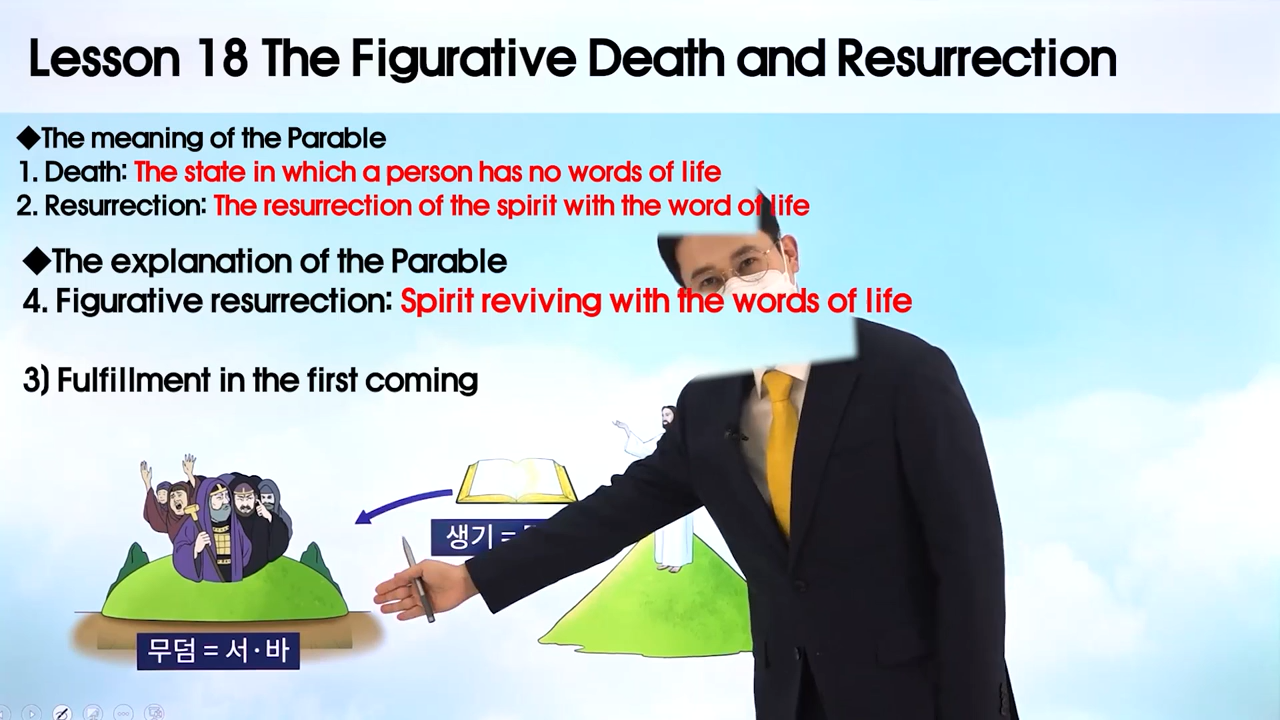 Lesson 18 The Figurative Death and Resurrection
◆The meaning of the Parable
1. Death: The state in which a person has no words of life
2. Resurrection: The resurrection of the spirit with the word of life
◆The explanation of the Parable
4. Figurative resurrection: Spirit reviving with the words of life
3) Fulfillment in the first coming
생기 =
무덤 = 서·바